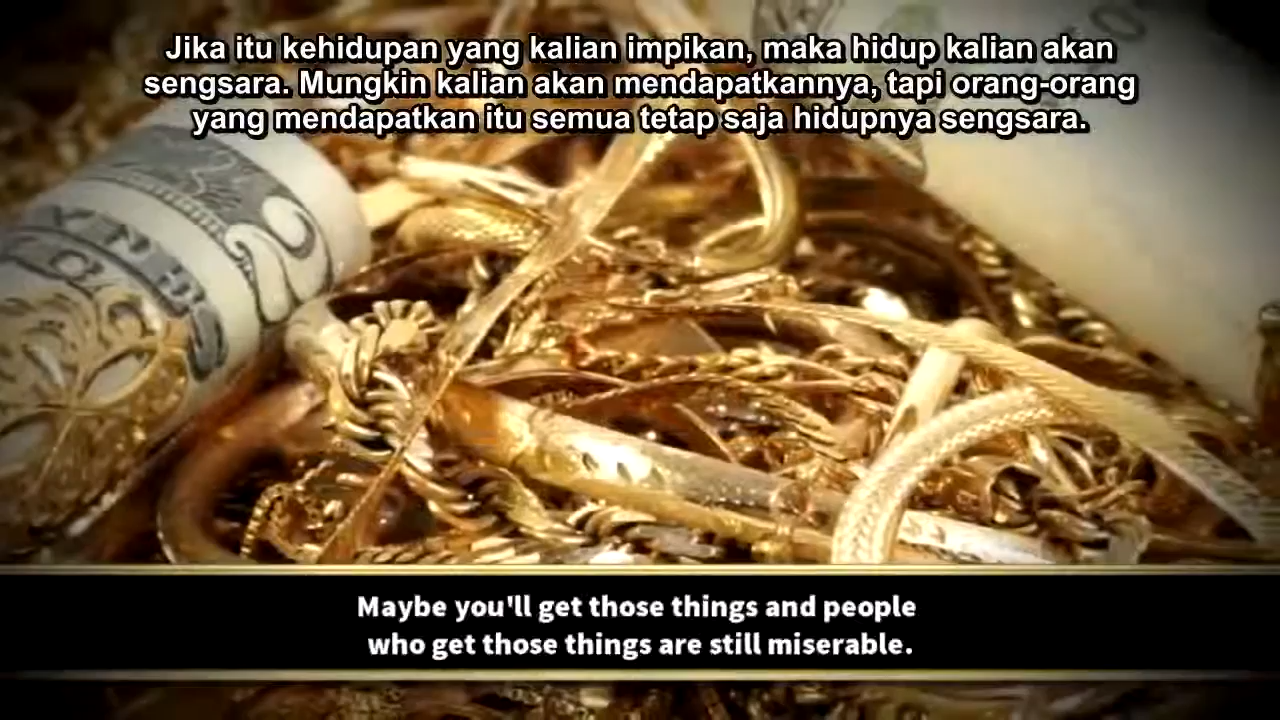 Jika itu kehidupan yang kalian impikan, maka hidup kalian akan
sengsara. Mungkin kalian akan mendapatkannya, tapi orang-orang
yang mendapatkan itu semua tetap saja hidupnya sengsara.
Maybe you'll get those things and people
who get those things are still miserable.